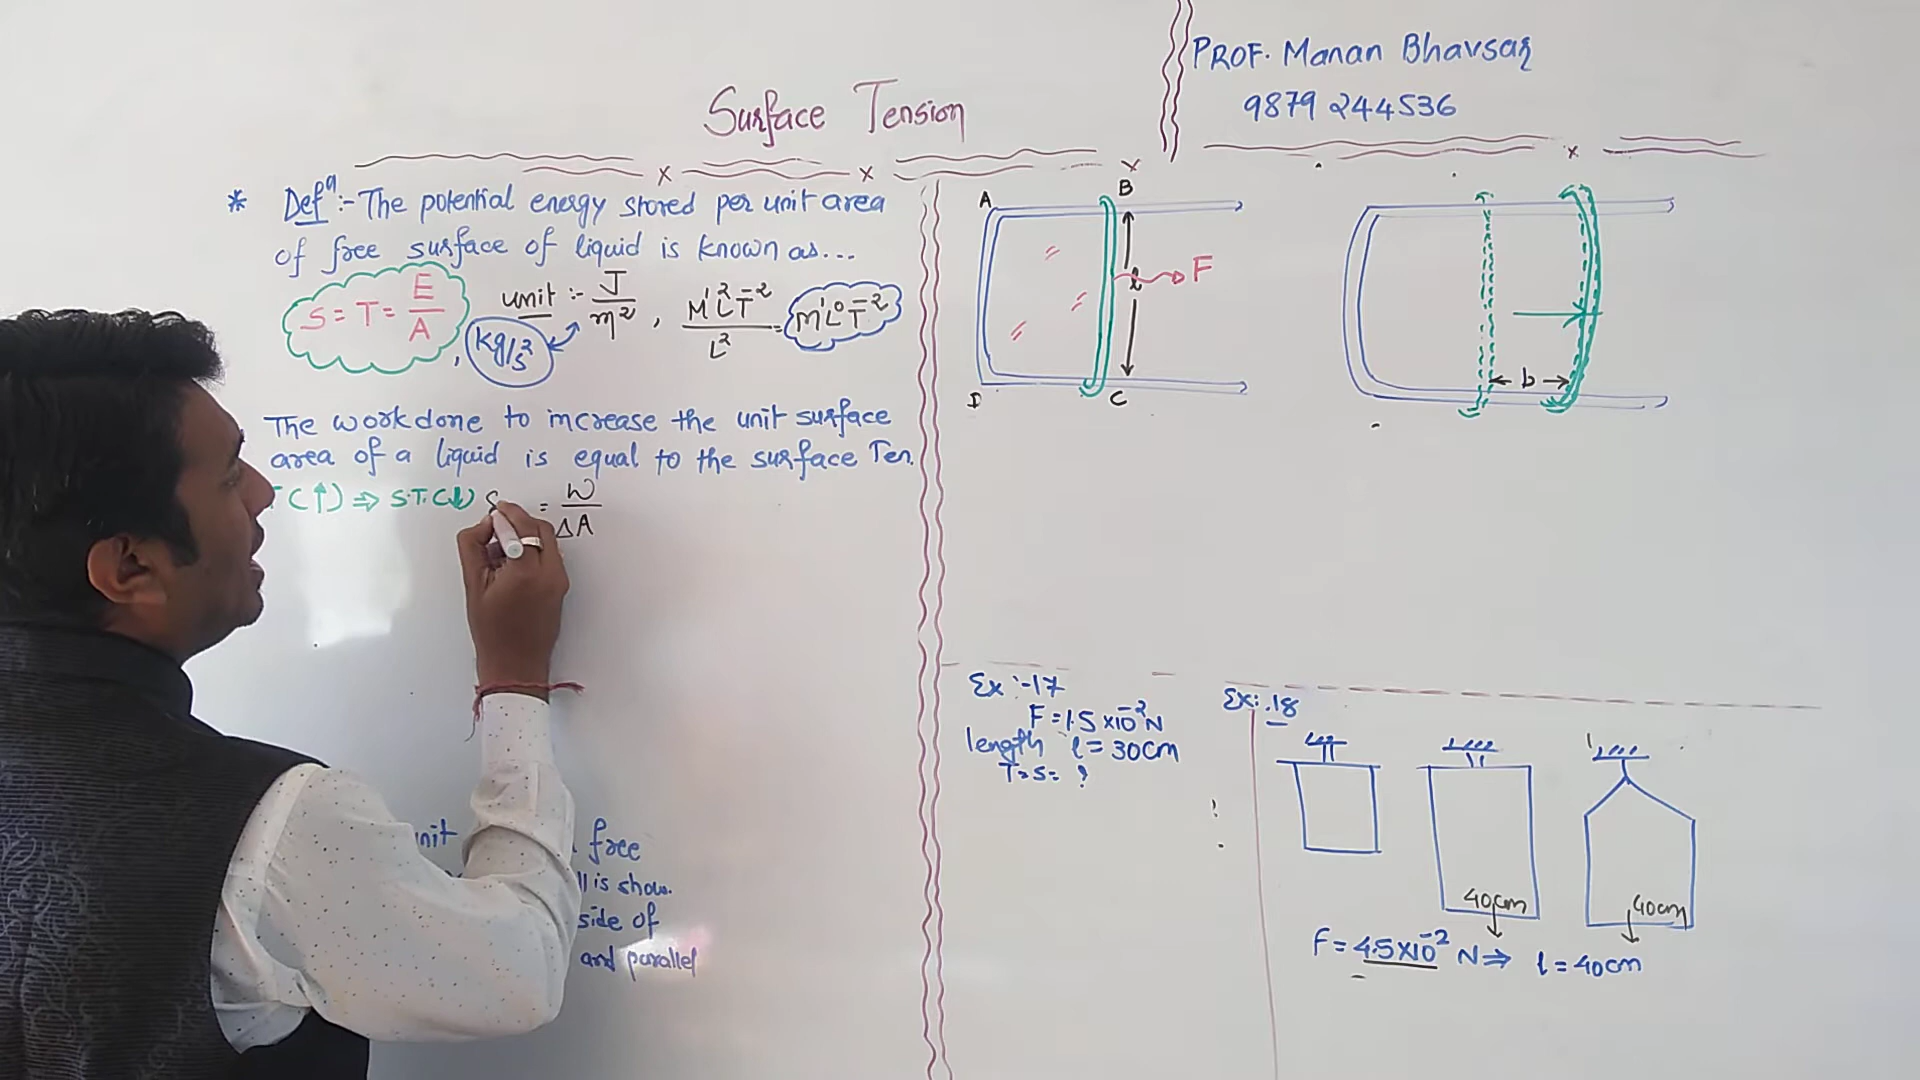 Surface Tension
PROF. Manan Bhavsar
9879 244536
* Defⁿ :- The potential energy stored per unit area
of free surface of liquid is known as...
S = T = E/A , unit :- J/m² , M¹L²T⁻²/L² = M¹L⁰T⁻²
, kg/s²
The workdone to increase the unit surface
area of a liquid is equal to the surface Ten.
(↑) ⇒ S.T.(↓) S = W/ΔA
free
is show.
side of
and parallel
A B
F
l
D C
b
Ex :-17
F = 1.5 x10⁻² N
length l = 30cm
T = S = ?
Ex: .18
40cm 40cm
F = 4.5x10⁻² N ⇒ l = 40cm